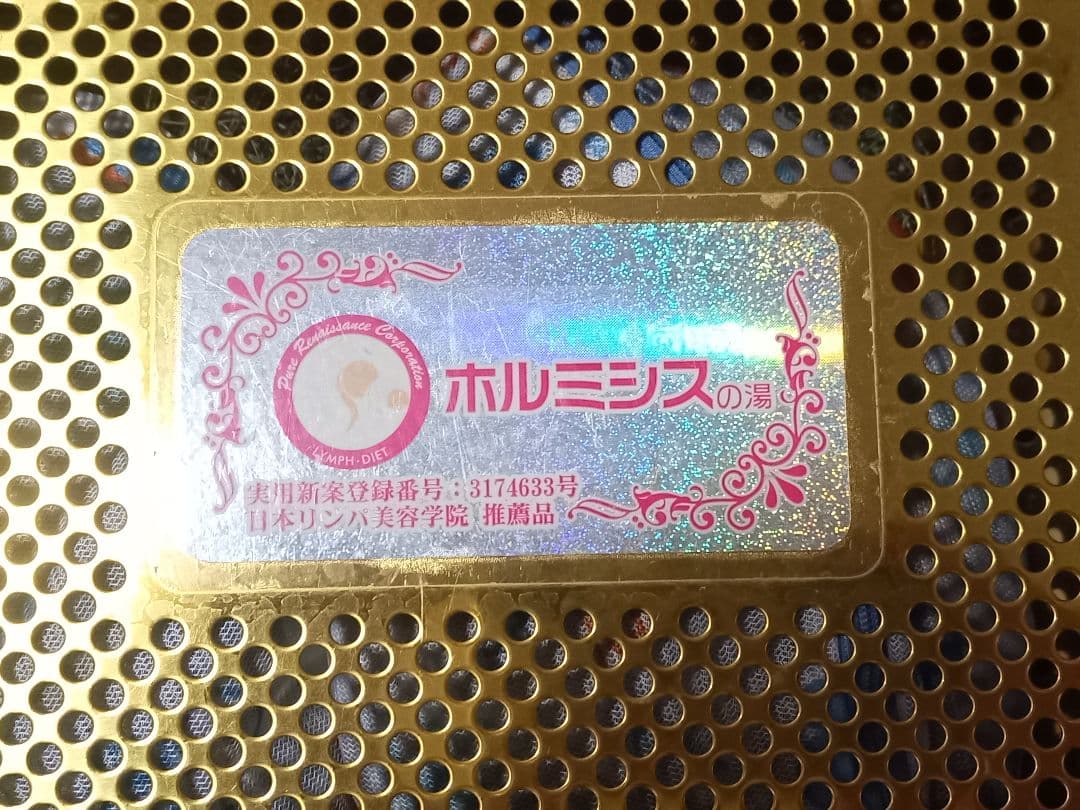 Pure Renaissance Corporation
LYMPH・DIET
ホルミシスの湯
実用新案登録番号：3174633号
日本リンパ美容学院 推薦品